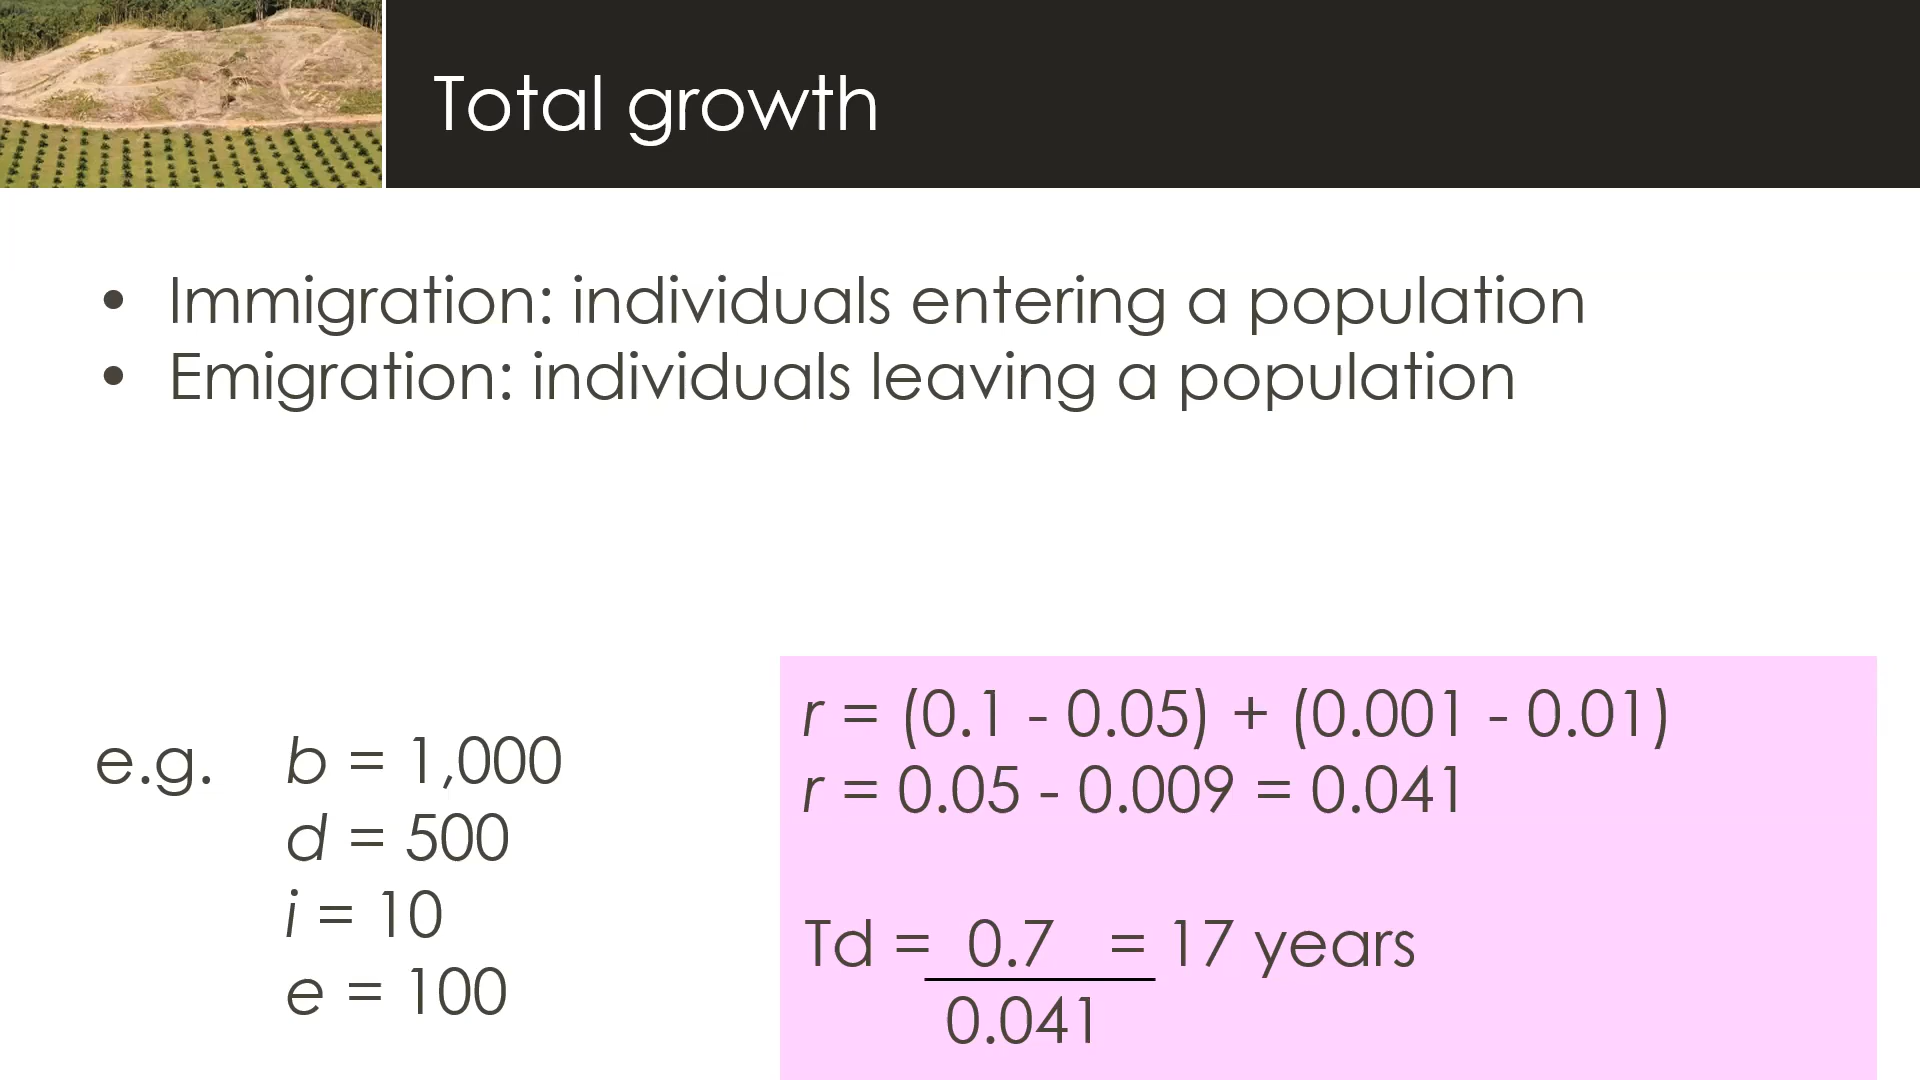 Total growth
• Immigration: individuals entering a population
• Emigration: individuals leaving a population
e.g. b = 1,000
d = 500
i = 10
e = 100
r = (0.1 - 0.05) + (0.001 - 0.01)
r = 0.05 - 0.009 = 0.041
Td = 0.7 = 17 years
0.041